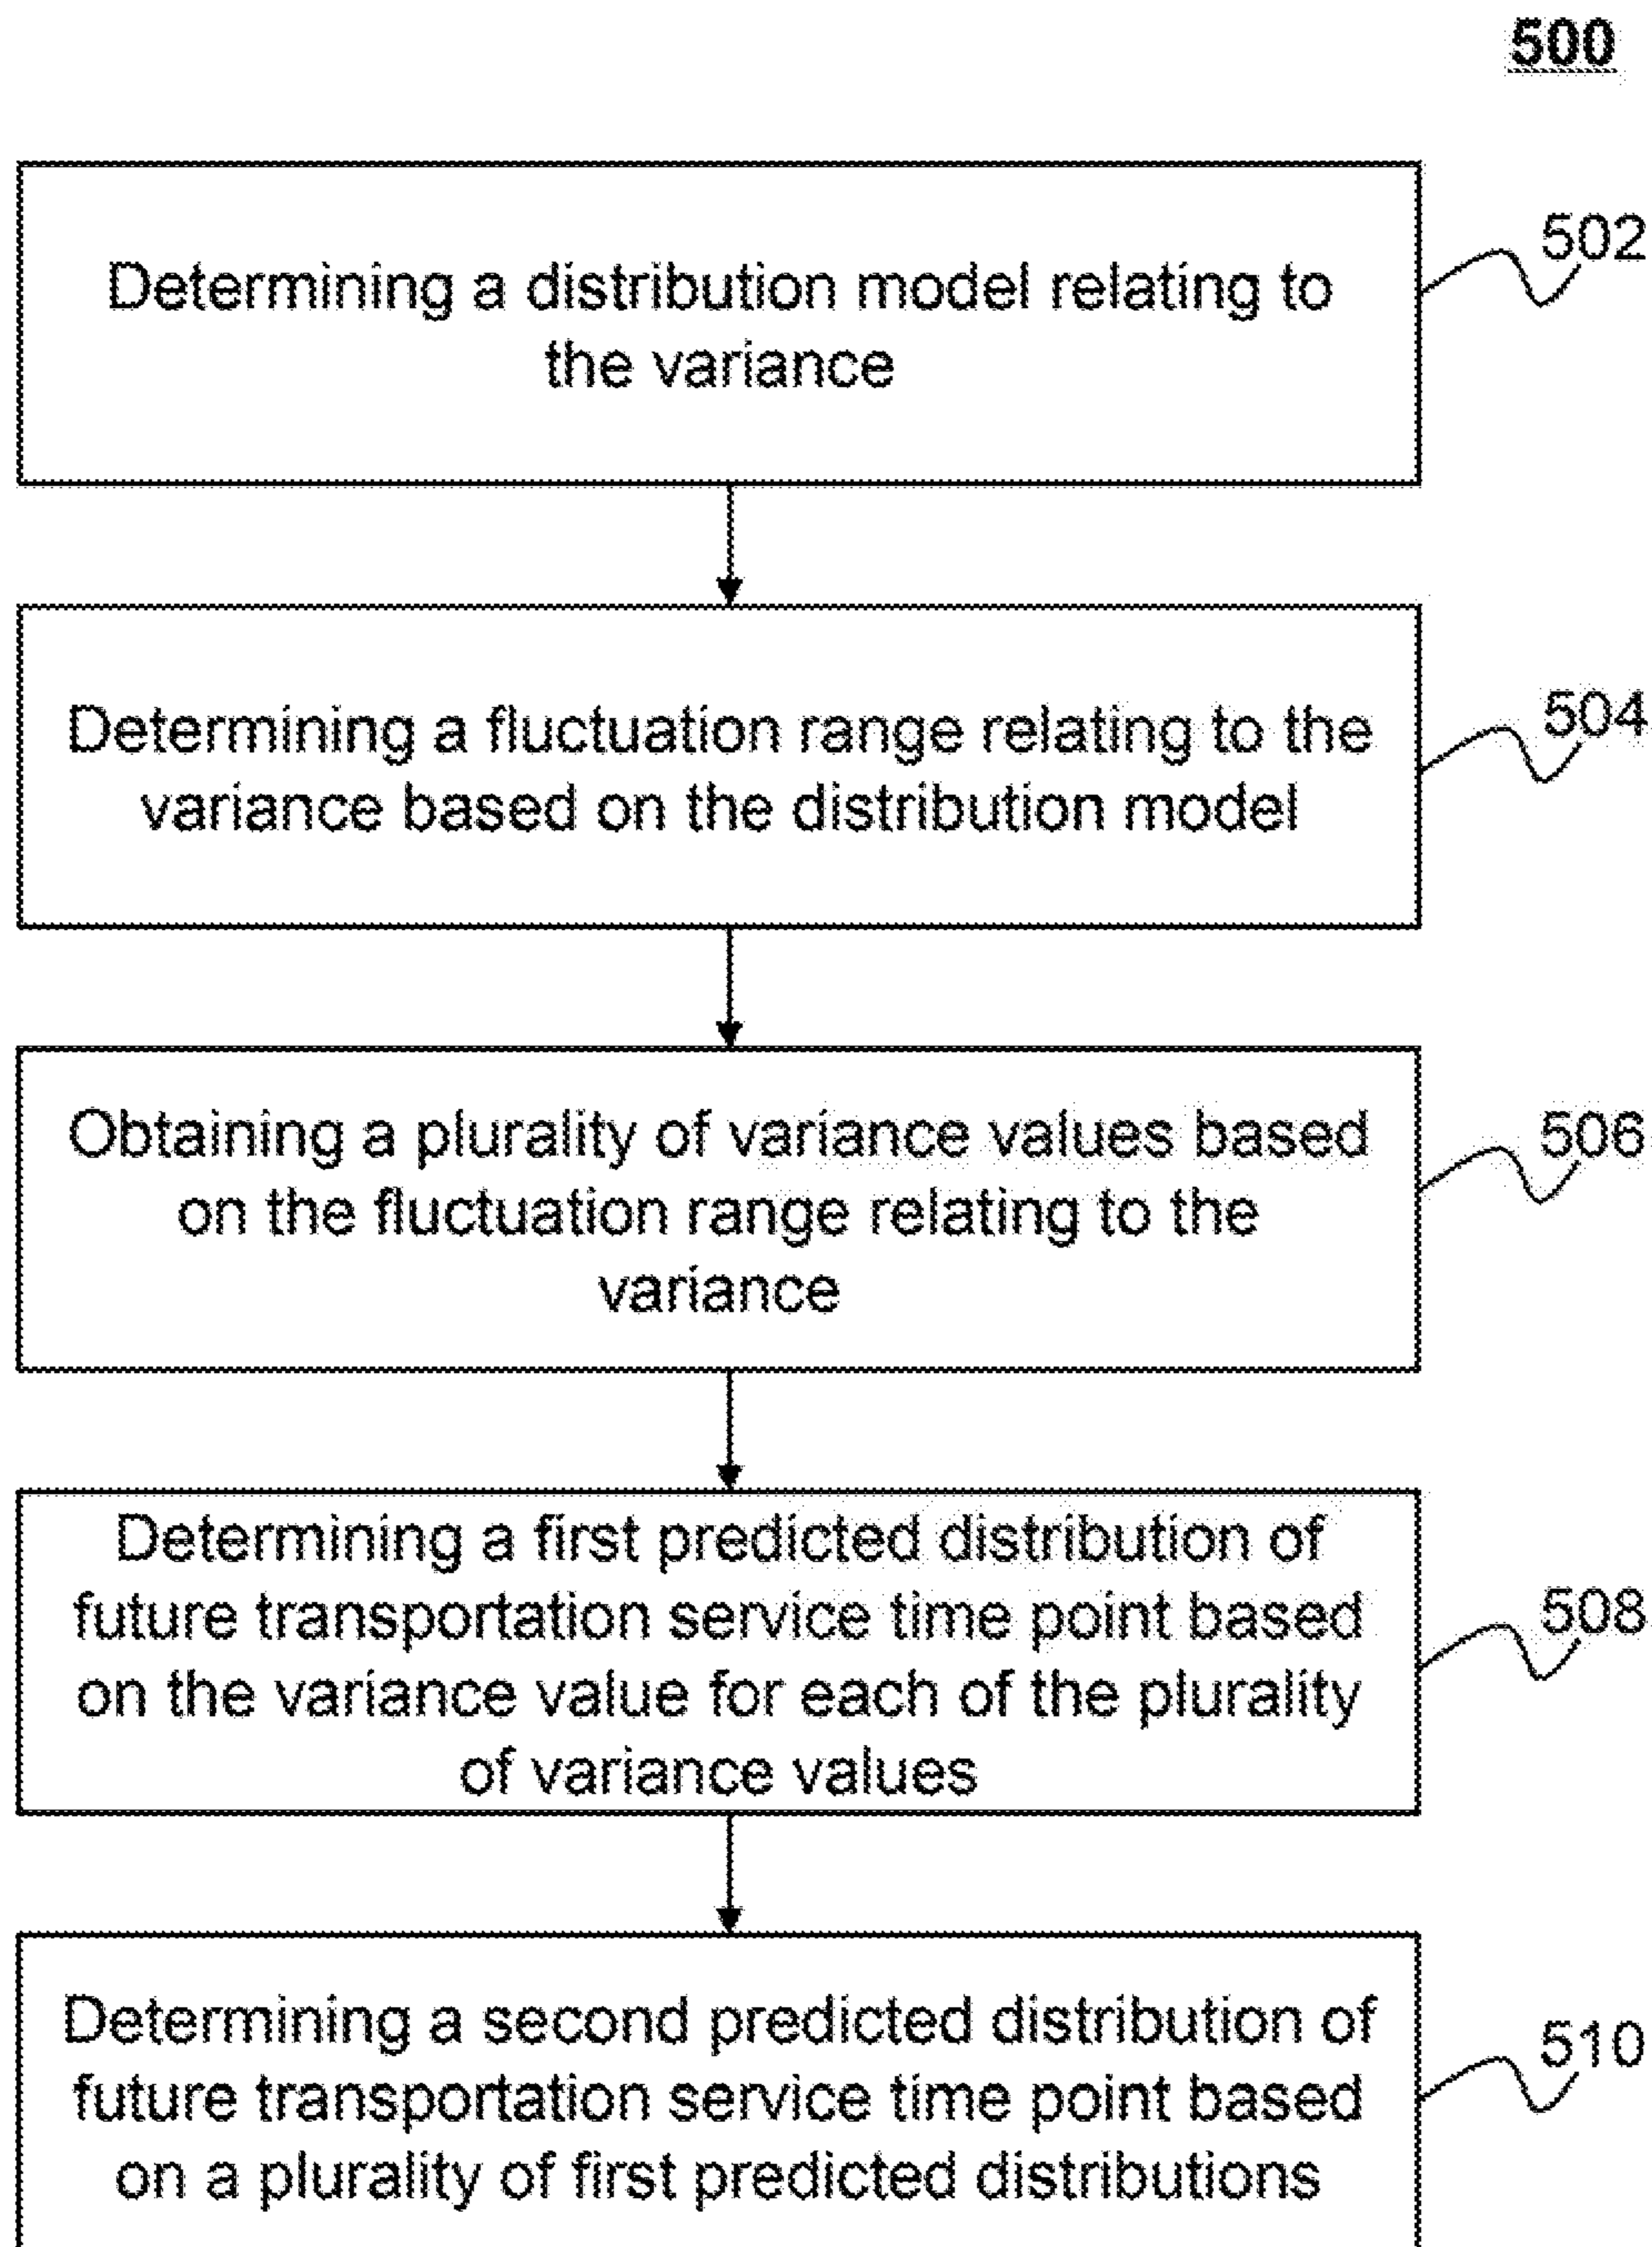 500
Determining a distribution model relating to
the variance
502
Determining a fluctuation range relating to the
variance based on the distribution model
504
Obtaining a plurality of variance values based
on the fluctuation range relating to the
variance
506
Determining a first predicted distribution of
future transportation service time point based
on the variance value for each of the plurality
of variance values
508
Determining a second predicted distribution of
future transportation service time point based
on a plurality of first predicted distributions
510